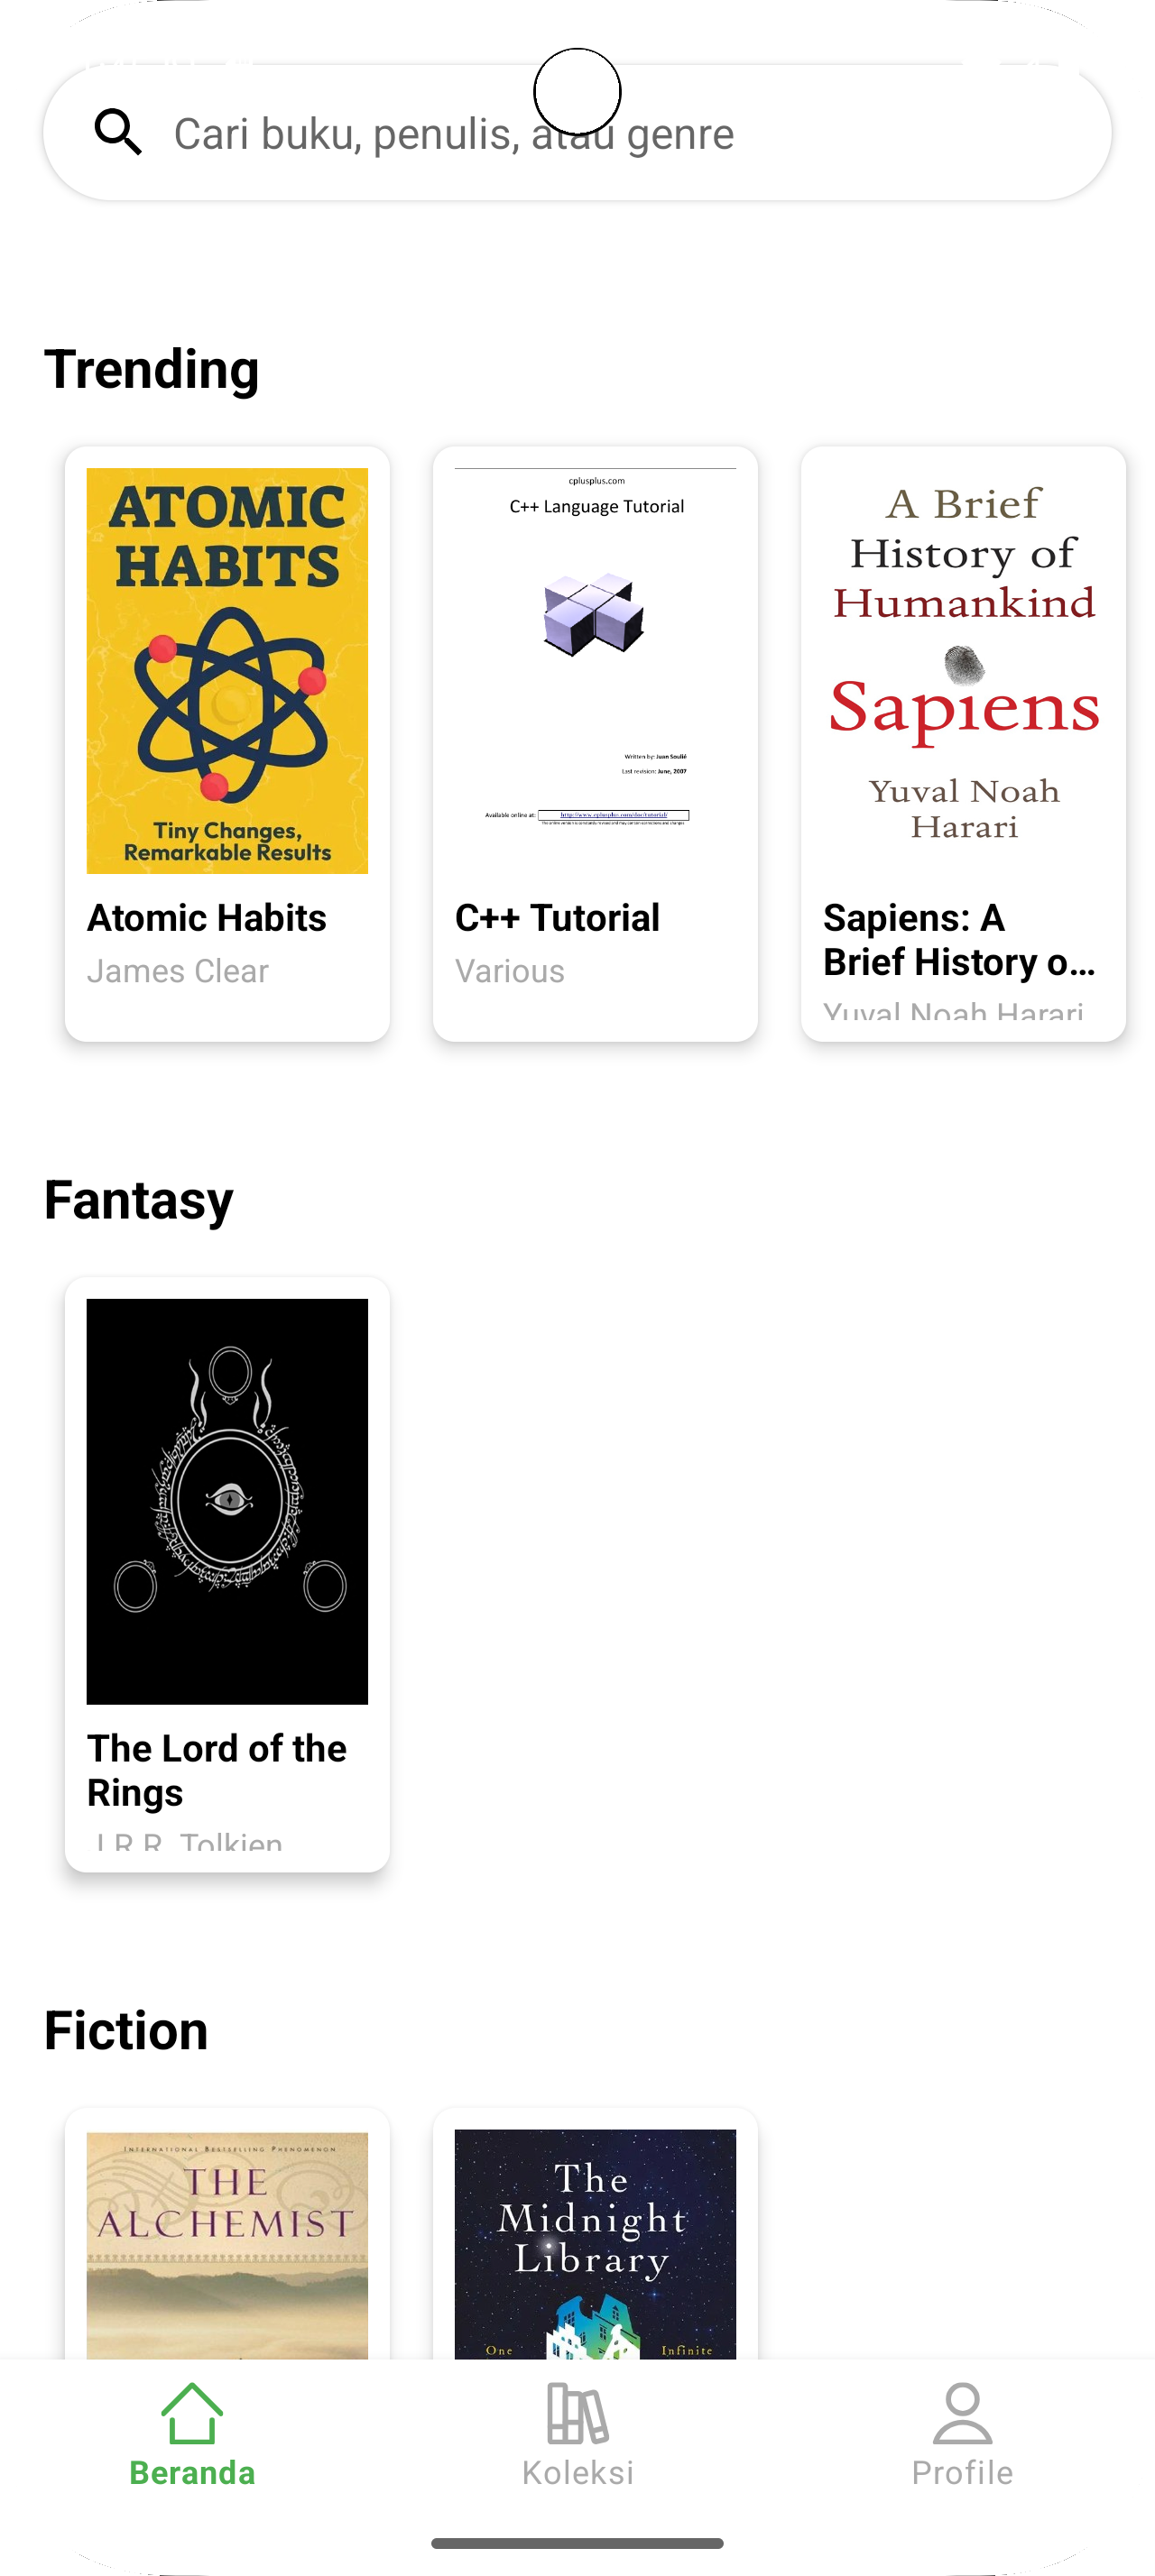 Cari buku, penulis, atau genre
Trending
ATOMIC
HABITS
Tiny Changes,
Remarkable Results
Atomic Habits
James Clear
cplusplus.com
C++ Language Tutorial
Written by: Juan Soulié
Last revision: June, 2007
Available online at: http://www.cplusplus.com/doc/tutorial/
C++ Tutorial
Various
A Brief
History of
Humankind
Sapiens
Yuval Noah
Harari
Sapiens: A
Brief History o...
Yuval Noah Harari
Fantasy
The Lord of the
Rings
J.R.R. Tolkien
Fiction
INTERNATIONAL BESTSELLING PHENOMENON
THE
ALCHEMIST
The
Midnight
Library
One Infinite
Beranda
Koleksi
Profile